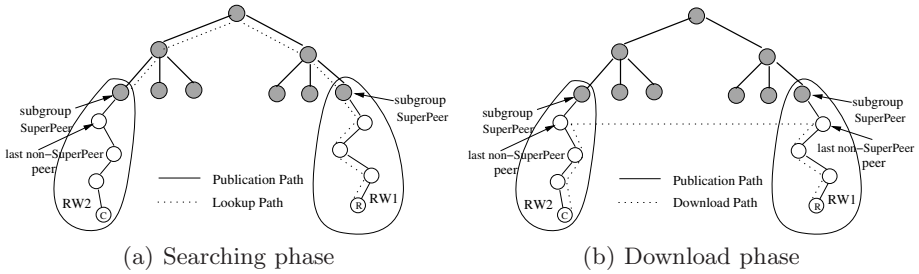 subgroup
SuperPeer
last non-SuperPeer
peer
RW2
C
Publication Path
Lookup Path
subgroup
SuperPeer
R
RW1
(a) Searching phase
subgroup
SuperPeer
last non-SuperPeer
peer
RW2
C
Publication Path
Download Path
subgroup
SuperPeer
last non-SuperPeer
peer
R
RW1
(b) Download phase